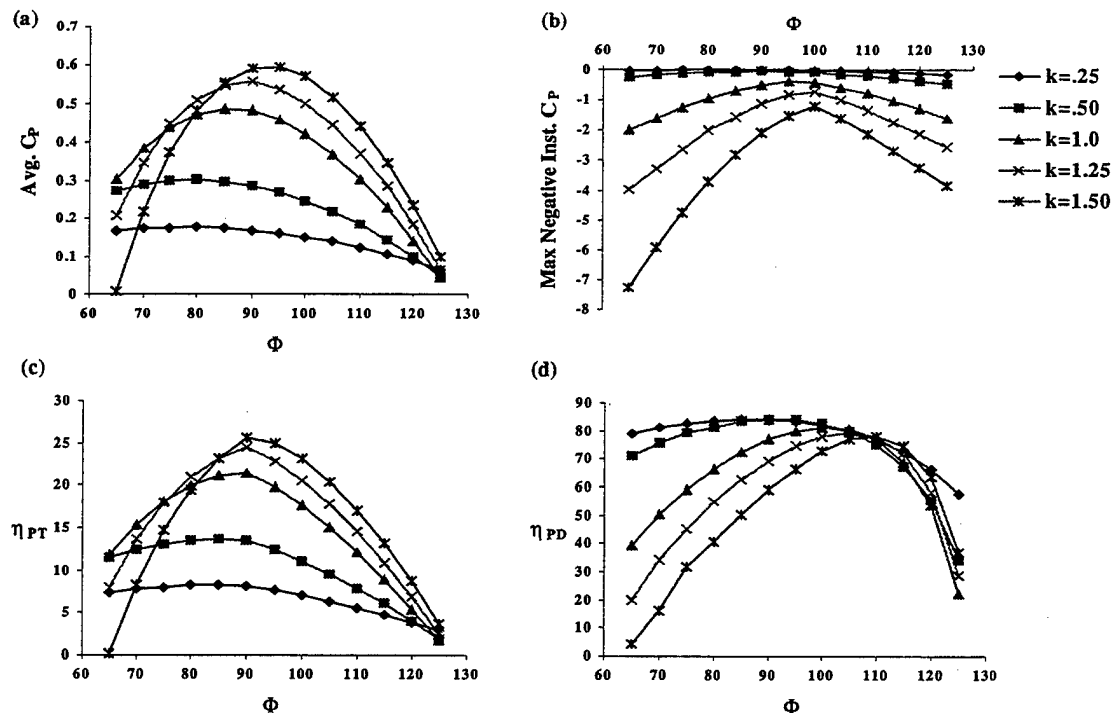 (a)
0.7
0.6
0.5
0.4
0.3
0.2
0.1
0
Avg. CP
60 70 80 90 100 110 120 130
Φ
(b)
Φ
60 70 80 90 100 110 120 130
0
-1
-2
-3
-4
-5
-6
-7
-8
Max Negative Inst. CP
k=.25
k=.50
k=1.0
k=1.25
k=1.50
(c)
30
25
20
15
10
5
0
ηPT
60 70 80 90 100 110 120 130
Φ
(d)
90
80
70
60
50
40
30
20
10
0
ηPD
60 70 80 90 100 110 120 130
Φ